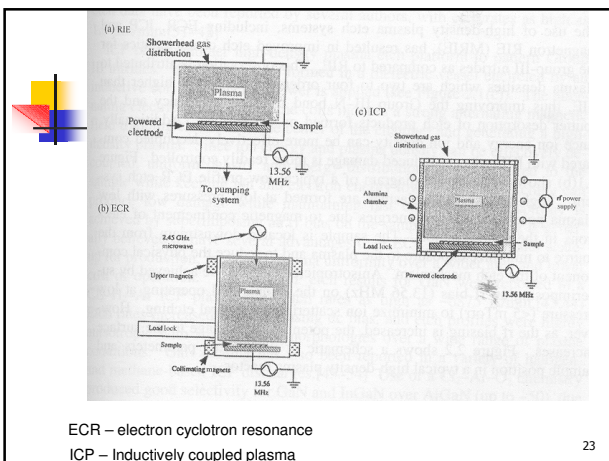 (a) RIE
Showerhead gas
distribution
Plasma
Powered
electrode
Sample
13.56
MHz
To pumping
system
(b) ECR
2.45 GHz
microwave
Upper magnets
Plasma
Load lock
Sample
Collimating magnets
13.56
MHz
(c) ICP
Showerhead gas
distribution
Alumina
chamber
Plasma
rf power
supply
Load lock
Sample
Powered electrode
13.56 MHz
ECR – electron cyclotron resonance
ICP – Inductively coupled plasma
23